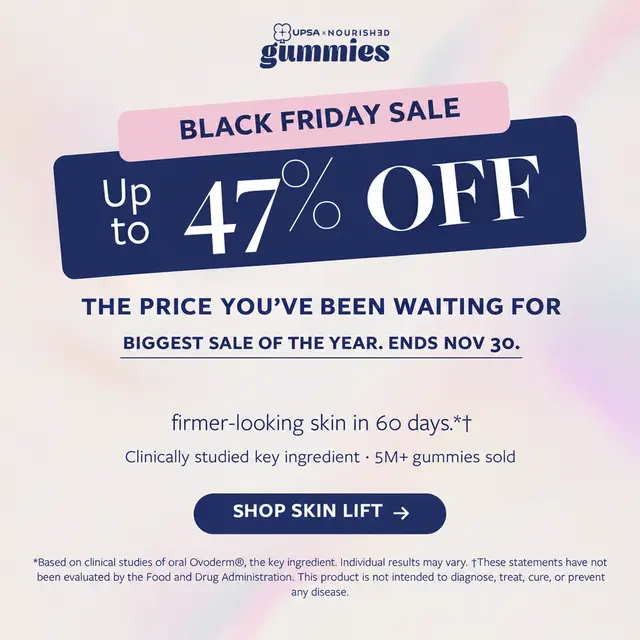 UPSA × NOURISHƎD
gummies
BLACK FRIDAY SALE
Up to 47% OFF
THE PRICE YOU'VE BEEN WAITING FOR
BIGGEST SALE OF THE YEAR. ENDS NOV 30.
firmer-looking skin in 60 days.*†
Clinically studied key ingredient · 5M+ gummies sold
SHOP SKIN LIFT →
*Based on clinical studies of oral Ovoderm®, the key ingredient. Individual results may vary. †These statements have not
been evaluated by the Food and Drug Administration. This product is not intended to diagnose, treat, cure, or prevent
any disease.